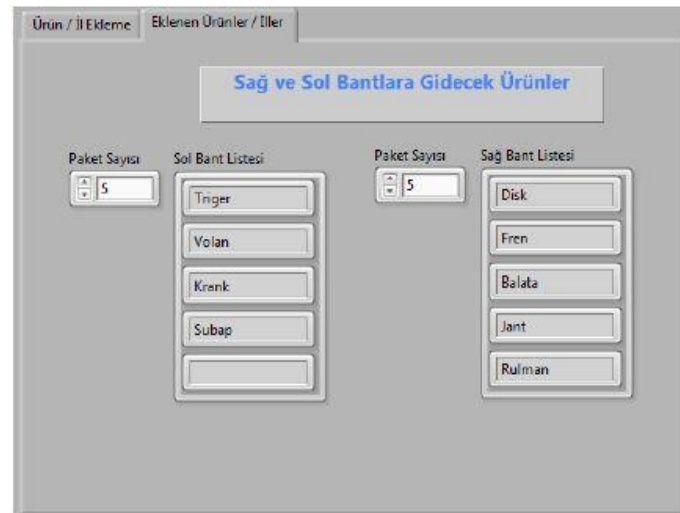 Ürün / İl Ekleme
Eklenen Ürünler / İller
Sağ ve Sol Bantlara Gidecek Ürünler
Paket Sayısı
5
Sol Bant Listesi
Triger
Volan
Krank
Subap
Paket Sayısı
5
Sağ Bant Listesi
Disk
Fren
Balata
Jant
Rulman